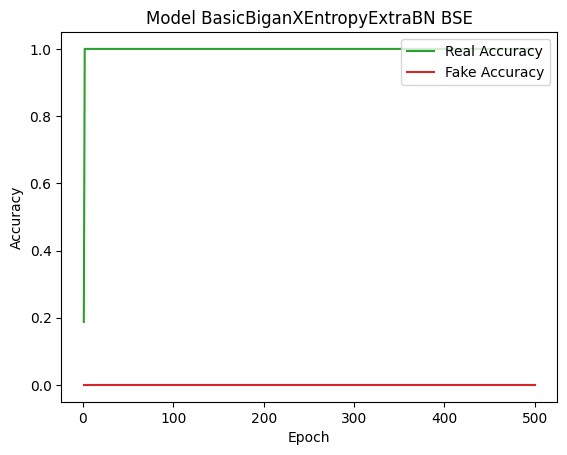 Model BasicBiganXEntropyExtraBN BSE
Real Accuracy
Fake Accuracy
Accuracy
1.0
0.8
0.6
0.4
0.2
0.0
0 100 200 300 400 500
Epoch